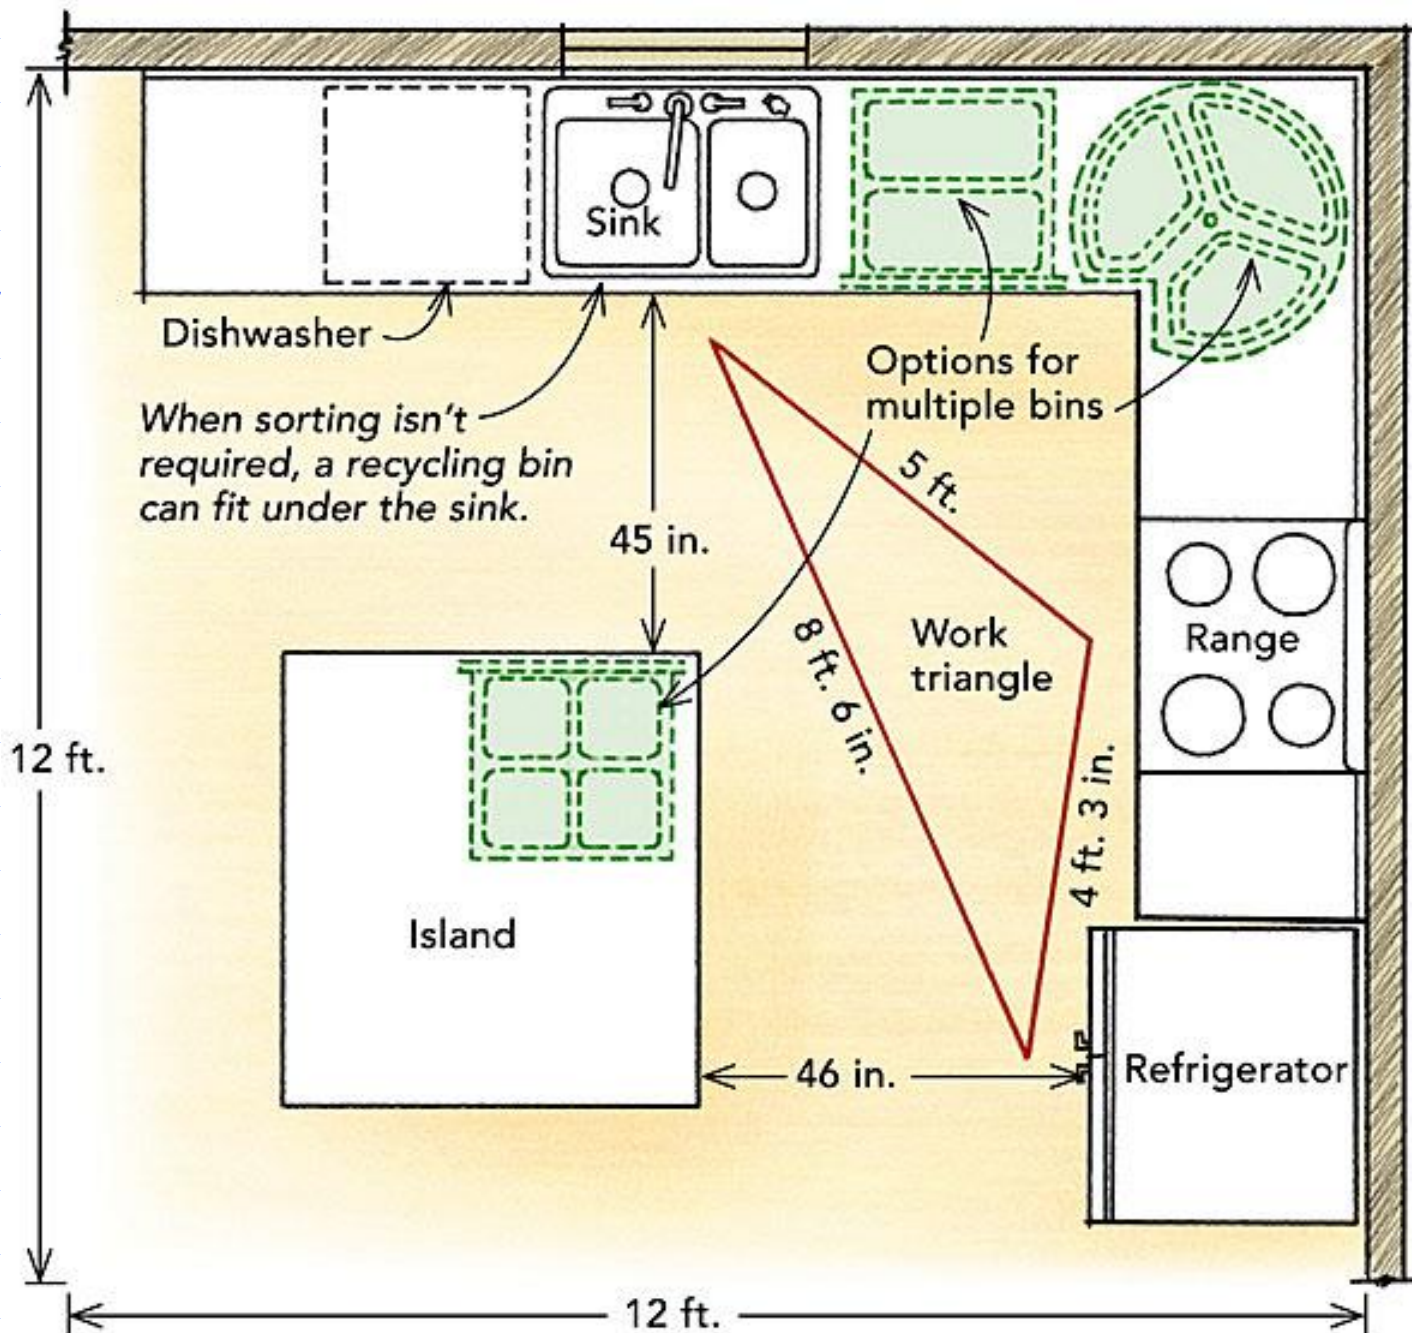 Sink
Dishwasher
When sorting isn't
required, a recycling bin
can fit under the sink.
Options for
multiple bins
45 in.
5 ft.
8 ft. 6 in.
Work
triangle
4 ft. 3 in.
Range
12 ft.
Island
46 in.
Refrigerator
12 ft.